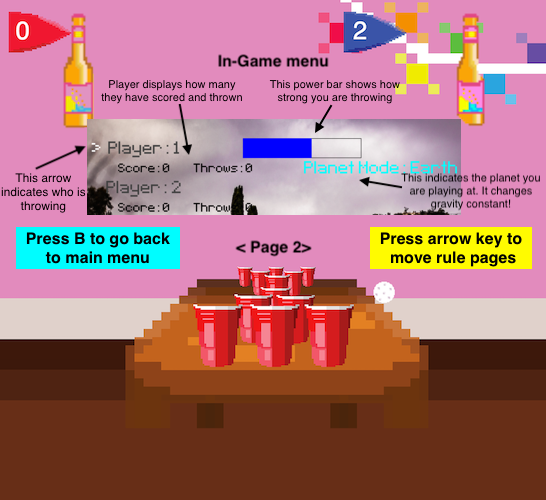 0
2
In-Game menu
Player displays how many
they have scored and thrown
This power bar shows how
strong you are throwing
> Player:1
Score:0 Throws:0
Planet Mode:Earth
Player:2
Score:0 Throws:0
This arrow
indicates who is
throwing
This indicates the planet you
are playing at. It changes
gravity constant!
Press B to go back
to main menu
< Page 2>
Press arrow key to
move rule pages